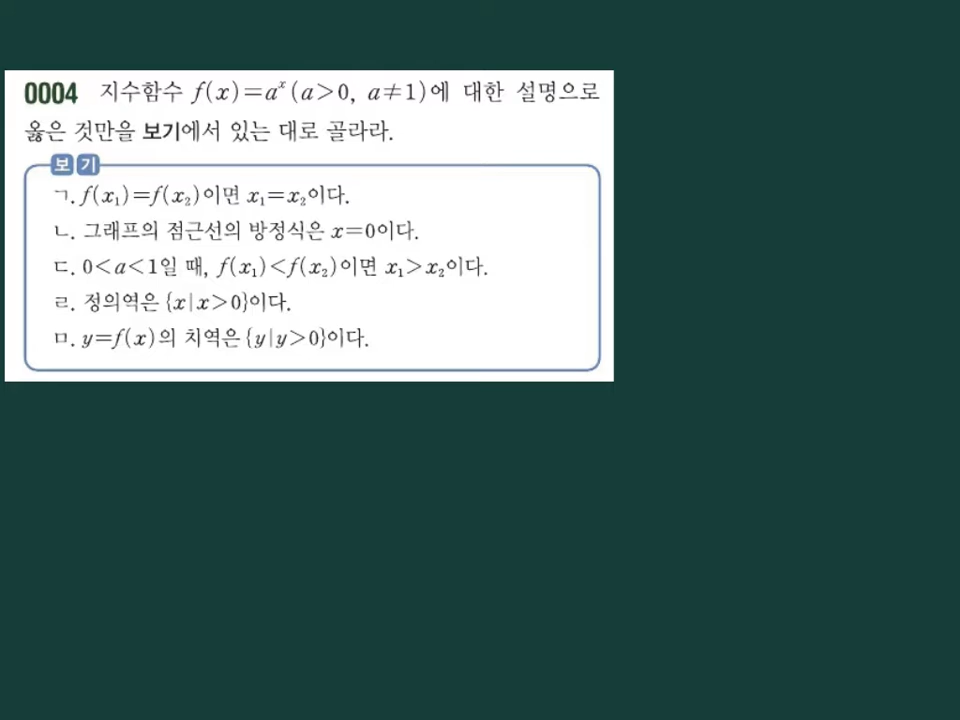 0004 지수함수 f(x)=aˣ(a>0, a≠1)에 대한 설명으로
옳은 것만을 보기에서 있는 대로 골라라.
보기
ㄱ. f(x₁)=f(x₂)이면 x₁=x₂이다.
ㄴ. 그래프의 점근선의 방정식은 x=0이다.
ㄷ. 0<a<1일 때, f(x₁)<f(x₂)이면 x₁>x₂이다.
ㄹ. 정의역은 {x|x>0}이다.
ㅁ. y=f(x)의 치역은 {y|y>0}이다.